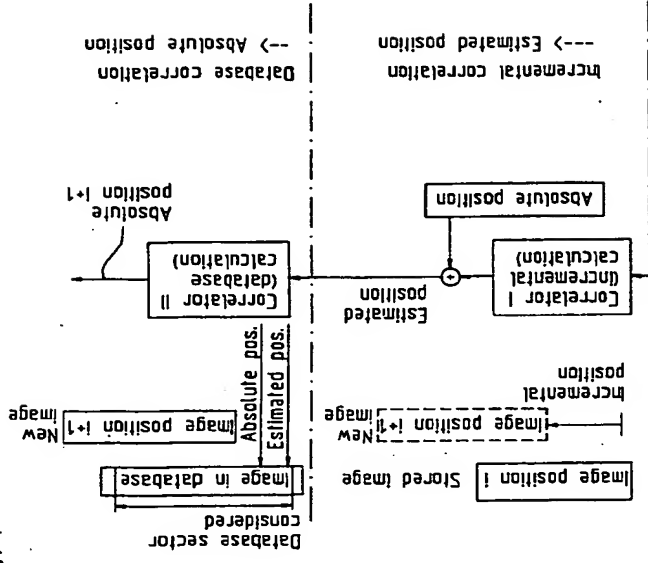 Database sector
considered
Image position i
Stored image
Image in database
Image position i+1
New
image
Image position i+1
New
image
Incremental
position
Estimated pos.
Absolute pos.
Correlator I
(incremental
calculation)
Estimated
position
Correlator II
(database
calculation)
Absolute position
Absolute
position i+1
Incremental correlation
---> Estimated position
Database correlation
--> Absolute position